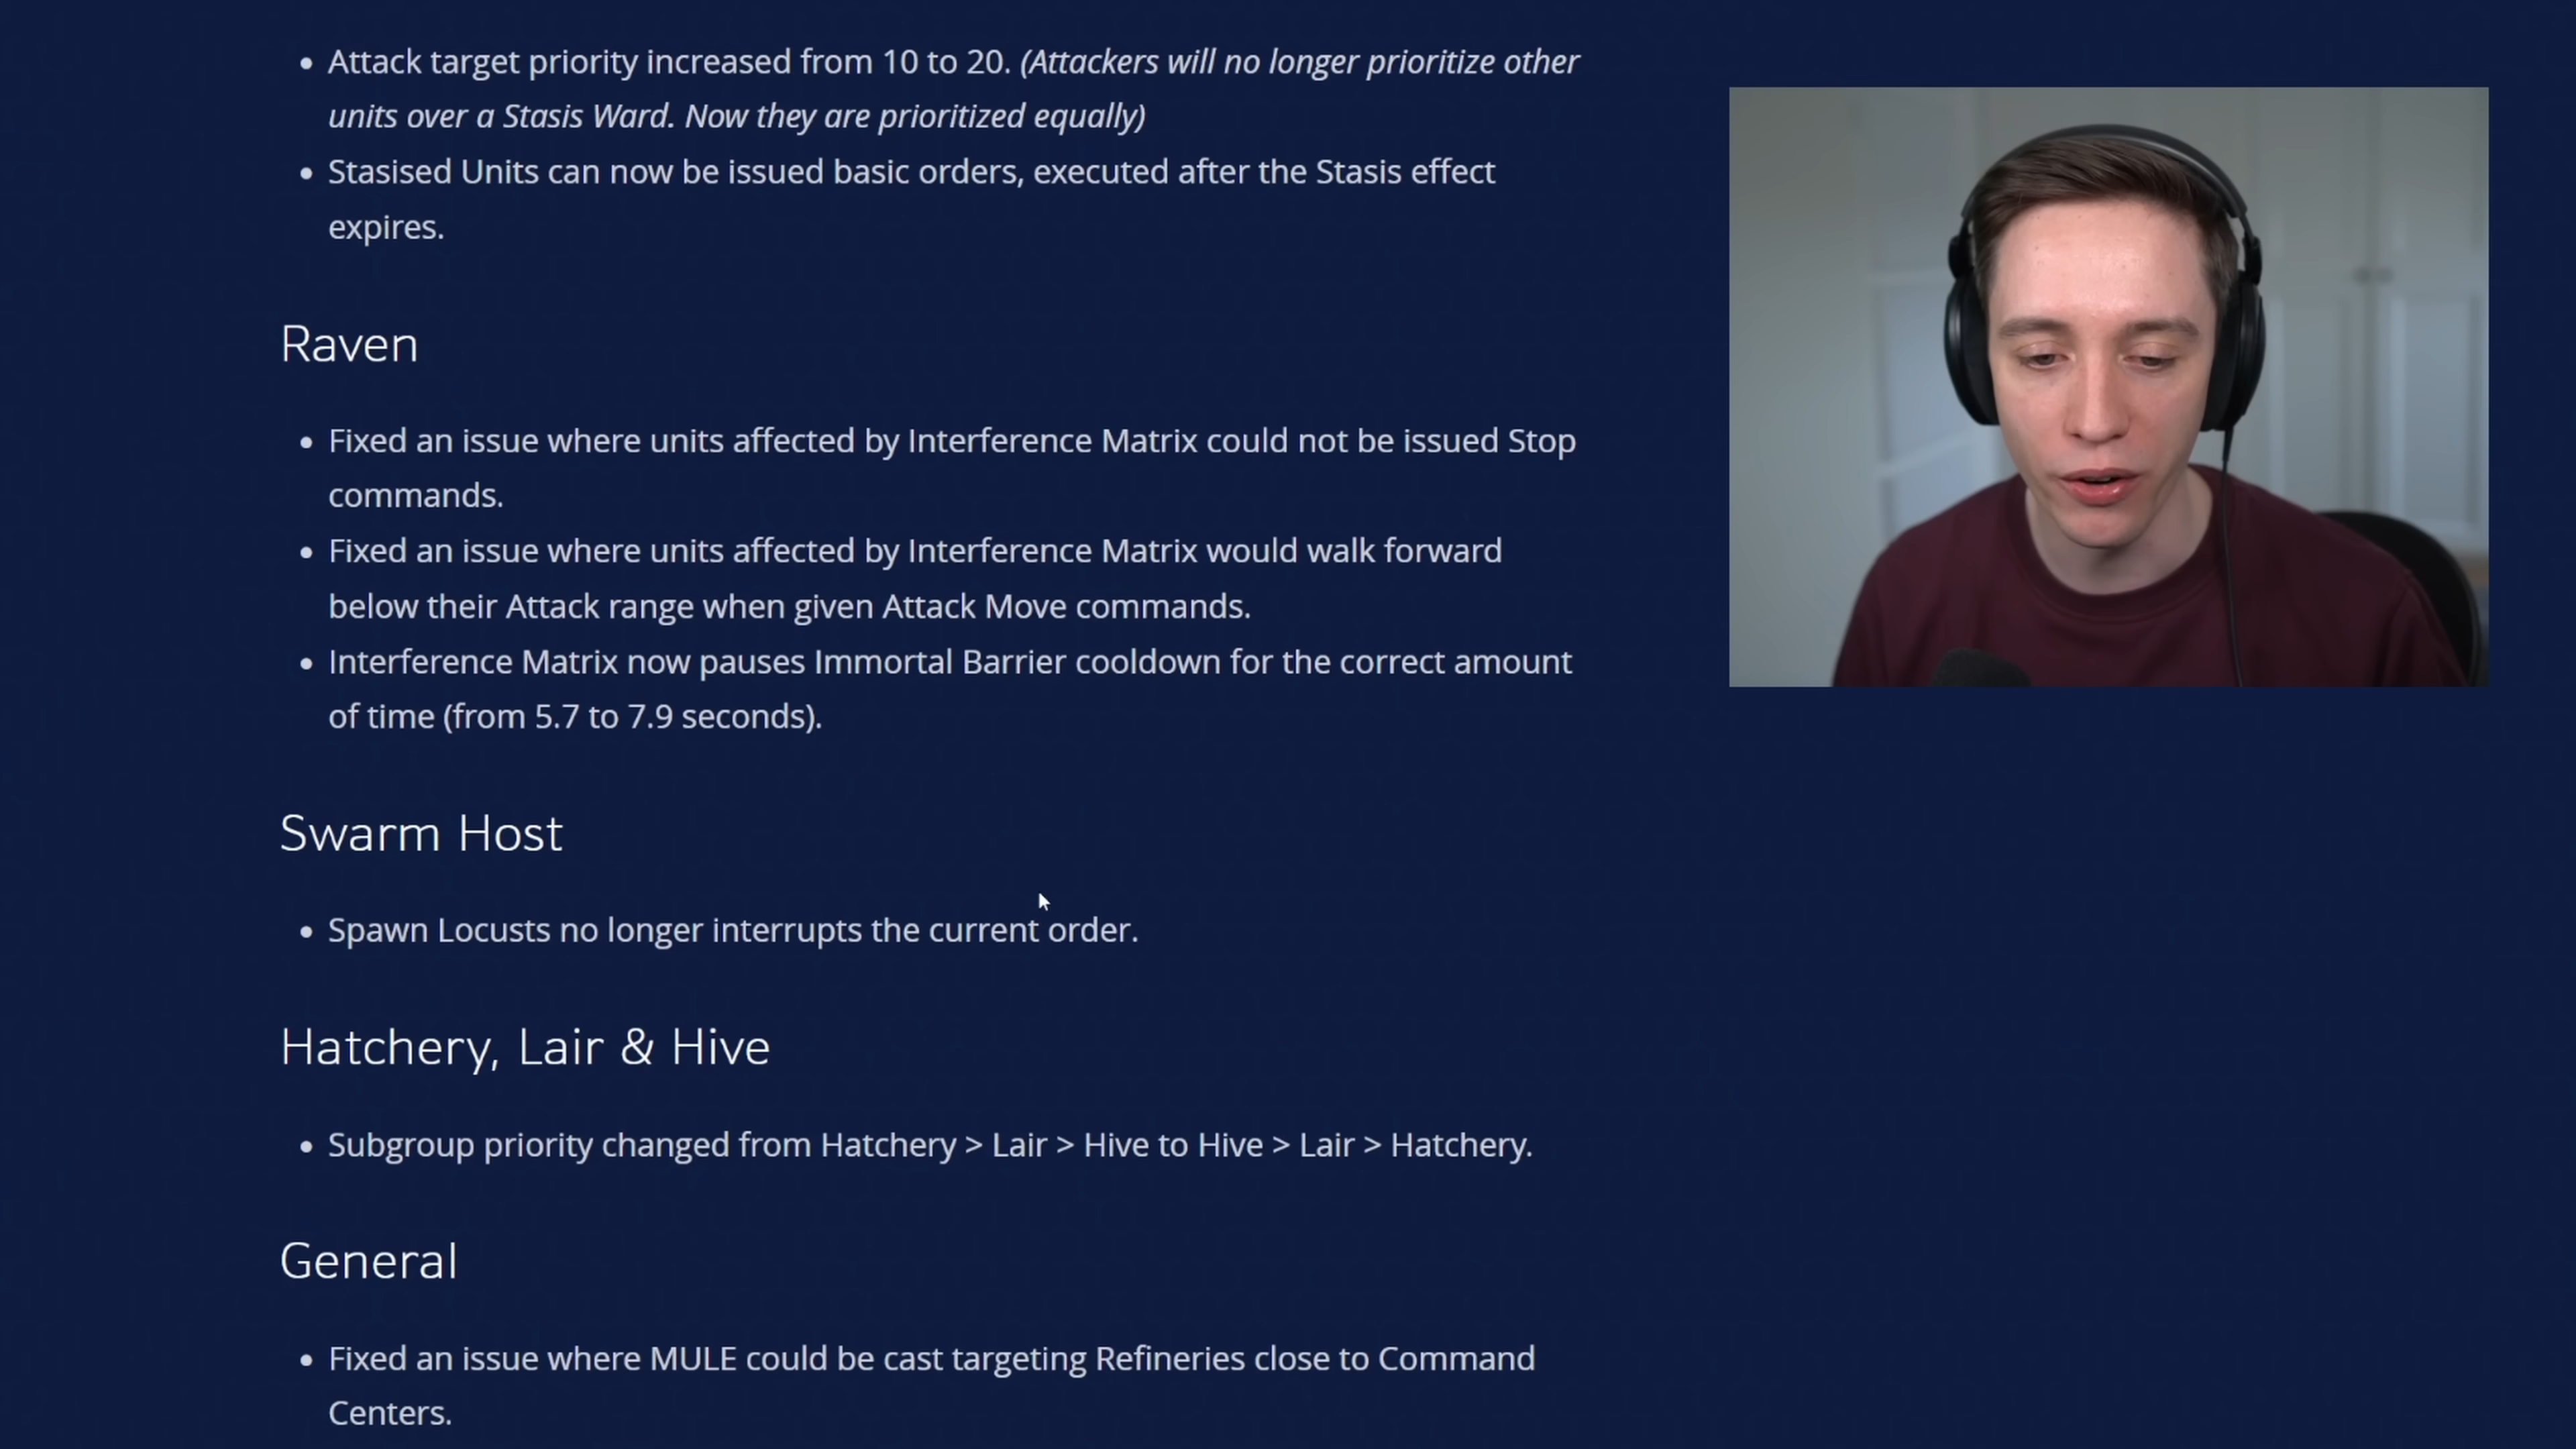 • Attack target priority increased from 10 to 20. (Attackers will no longer prioritize other
units over a Stasis Ward. Now they are prioritized equally)
• Stasised Units can now be issued basic orders, executed after the Stasis effect
expires.
Raven
• Fixed an issue where units affected by Interference Matrix could not be issued Stop
commands.
• Fixed an issue where units affected by Interference Matrix would walk forward
below their Attack range when given Attack Move commands.
• Interference Matrix now pauses Immortal Barrier cooldown for the correct amount
of time (from 5.7 to 7.9 seconds).
Swarm Host
• Spawn Locusts no longer interrupts the current order.
Hatchery, Lair & Hive
• Subgroup priority changed from Hatchery > Lair > Hive to Hive > Lair > Hatchery.
General
• Fixed an issue where MULE could be cast targeting Refineries close to Command
Centers.